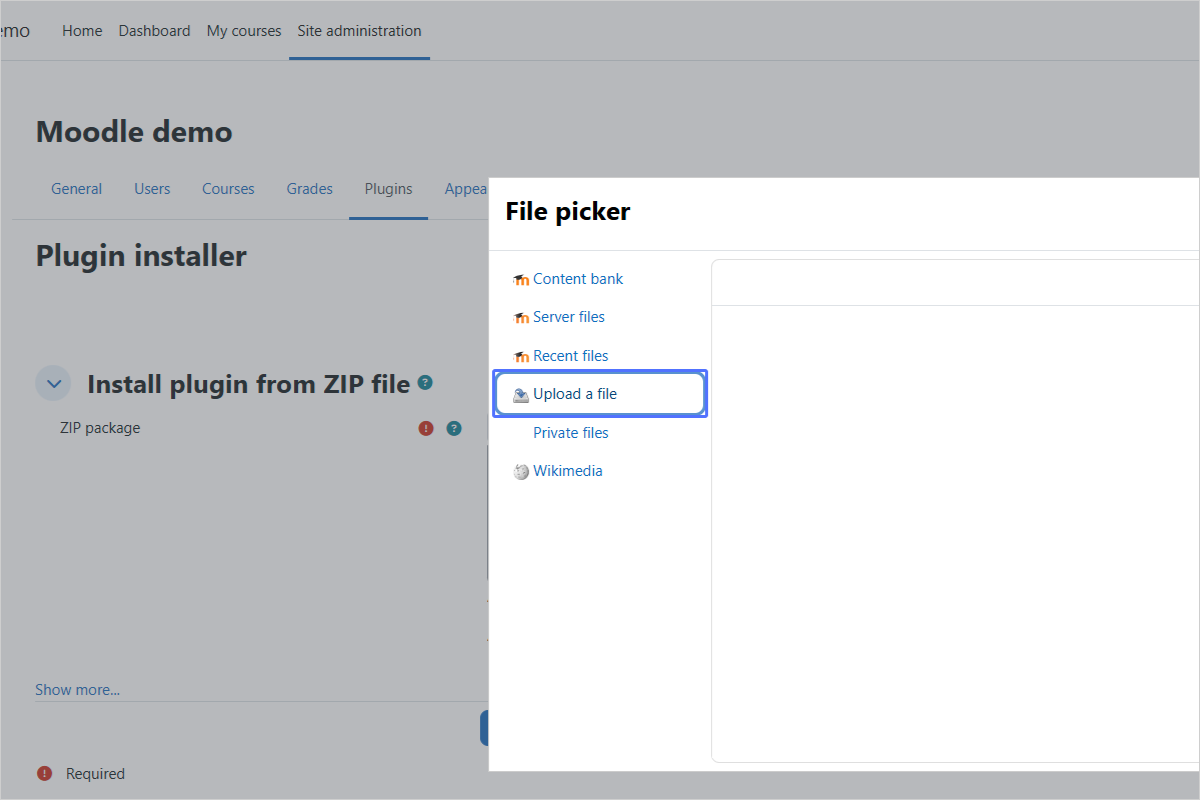 emo Home Dashboard My courses Site administration
Moodle demo
General Users Courses Grades Plugins Appea
Plugin installer
Install plugin from ZIP file ?
ZIP package ! ?
Show more...
! Required
File picker
Content bank
Server files
Recent files
Upload a file
Private files
Wikimedia